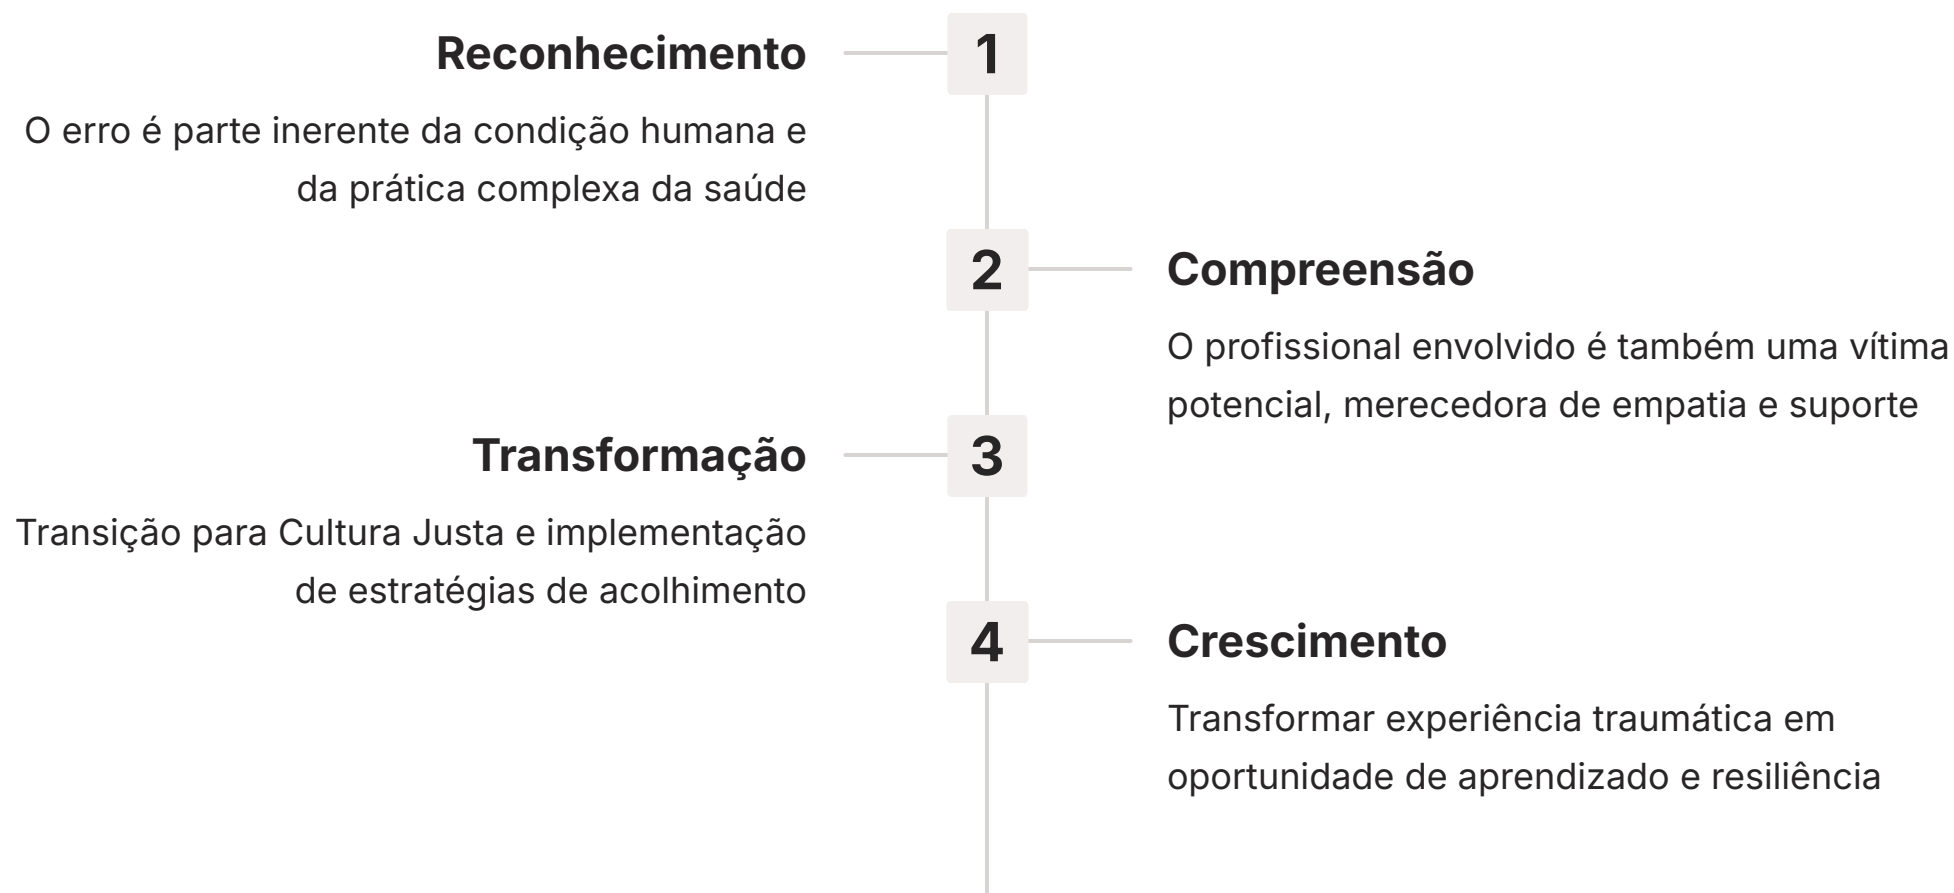 Reconhecimento
1
O erro é parte inerente da condição humana e
da prática complexa da saúde
2
Compreensão
O profissional envolvido é também uma vítima
potencial, merecedora de empatia e suporte
Transformação
3
Transição para Cultura Justa e implementação
de estratégias de acolhimento
4
Crescimento
Transformar experiência traumática em
oportunidade de aprendizado e resiliência